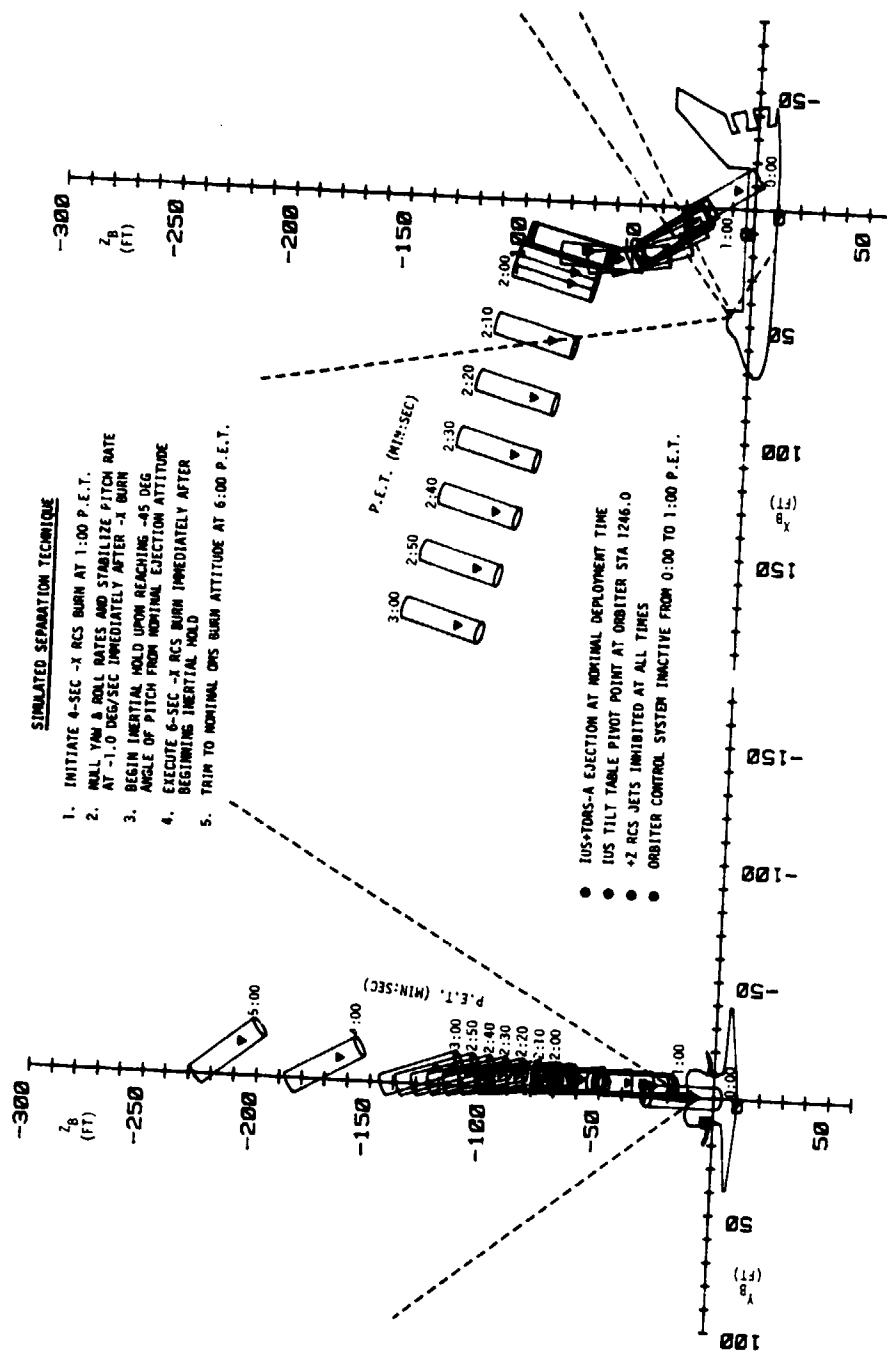 SIMULATED SEPARATION TECHNIQUE
1. INITIATE 4-SEC -X RCS BURN AT 1:00 P.E.T.
2. NULL YAW & ROLL RATES AND STABILIZE PITCH RATE
AT -1.0 DEG/SEC IMMEDIATELY AFTER -X BURN
3. BEGIN INERTIAL HOLD UPON REACHING -45 DEG
ANGLE OF PITCH FROM NOMINAL EJECTION ATTITUDE
4. EXECUTE 6-SEC -X RCS BURN IMMEDIATELY AFTER
BEGINNING INERTIAL HOLD
5. TRIM TO NOMINAL OMS BURN ATTITUDE AT 6:00 P.E.T.
● IUS+TDRS-A EJECTION AT NOMINAL DEPLOYMENT TIME
● IUS TILT TABLE PIVOT POINT AT ORBITER STA 1246.0
● +Z RCS JETS INHIBITED AT ALL TIMES
● ORBITER CONTROL SYSTEM INACTIVE FROM 0:00 TO 1:00 P.E.T.
-300
Z_B
(FT)
-250
-200
-150
-100
-50
0
50
P.E.T. (MIN:SEC)
5:00
:00
3:00
2:50
2:40
2:30
2:20
2:10
2:00
1:00
0:00
100
Y_B
(FT)
50
-50
-100
-150
-300
Z_B
(FT)
-250
-200
-150
100
50
50
P.E.T. (MIN:SEC)
3:00
2:50
2:40
2:30
2:20
2:10
2:00
1:00
0:00
150
X_B
(FT)
100
50
0
-50